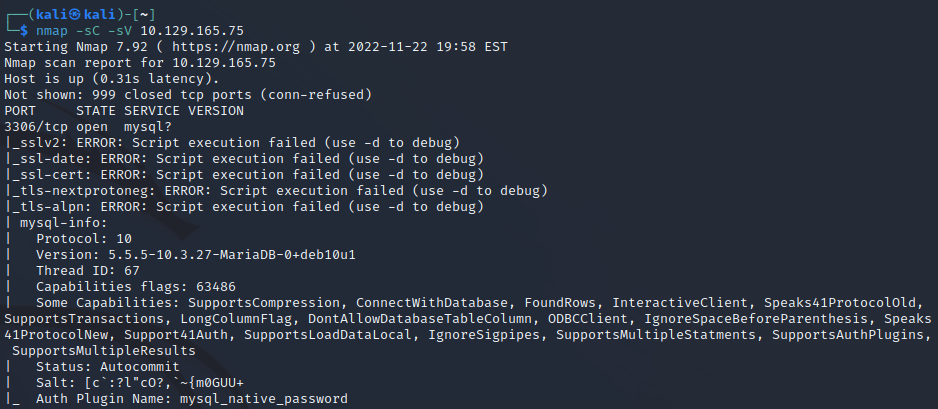 ┌──(kali㉿kali)-[~]
└─$ nmap -sC -sV 10.129.165.75
Starting Nmap 7.92 ( https://nmap.org ) at 2022-11-22 19:58 EST
Nmap scan report for 10.129.165.75
Host is up (0.31s latency).
Not shown: 999 closed tcp ports (conn-refused)
PORT     STATE SERVICE VERSION
3306/tcp open  mysql?
|_sslv2: ERROR: Script execution failed (use -d to debug)
|_ssl-date: ERROR: Script execution failed (use -d to debug)
|_ssl-cert: ERROR: Script execution failed (use -d to debug)
|_tls-nextprotoneg: ERROR: Script execution failed (use -d to debug)
|_tls-alpn: ERROR: Script execution failed (use -d to debug)
| mysql-info:
|   Protocol: 10
|   Version: 5.5.5-10.3.27-MariaDB-0+deb10u1
|   Thread ID: 67
|   Capabilities flags: 63486
|   Some Capabilities: SupportsCompression, ConnectWithDatabase, FoundRows, InteractiveClient, Speaks41ProtocolOld,
SupportsTransactions, LongColumnFlag, DontAllowDatabaseTableColumn, ODBCClient, IgnoreSpaceBeforeParenthesis, Speaks
41ProtocolNew, Support41Auth, SupportsLoadDataLocal, IgnoreSigpipes, SupportsMultipleStatments, SupportsAuthPlugins,
 SupportsMultipleResults
|   Status: Autocommit
|   Salt: [c`:?l"cO?,`~{m0GUU+
|_  Auth Plugin Name: mysql_native_password